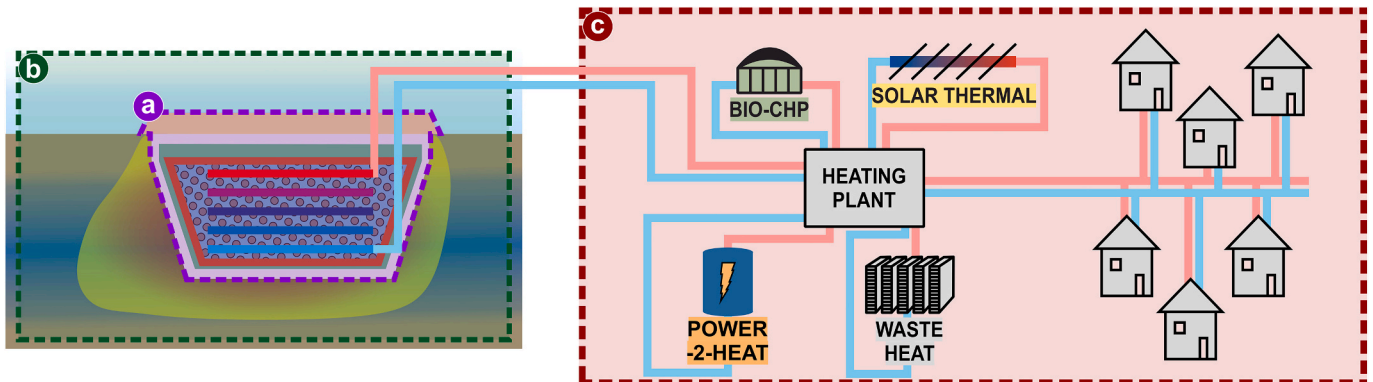 a
b
c
BIO-CHP
SOLAR THERMAL
HEATING
PLANT
POWER
-2-HEAT
WASTE
HEAT